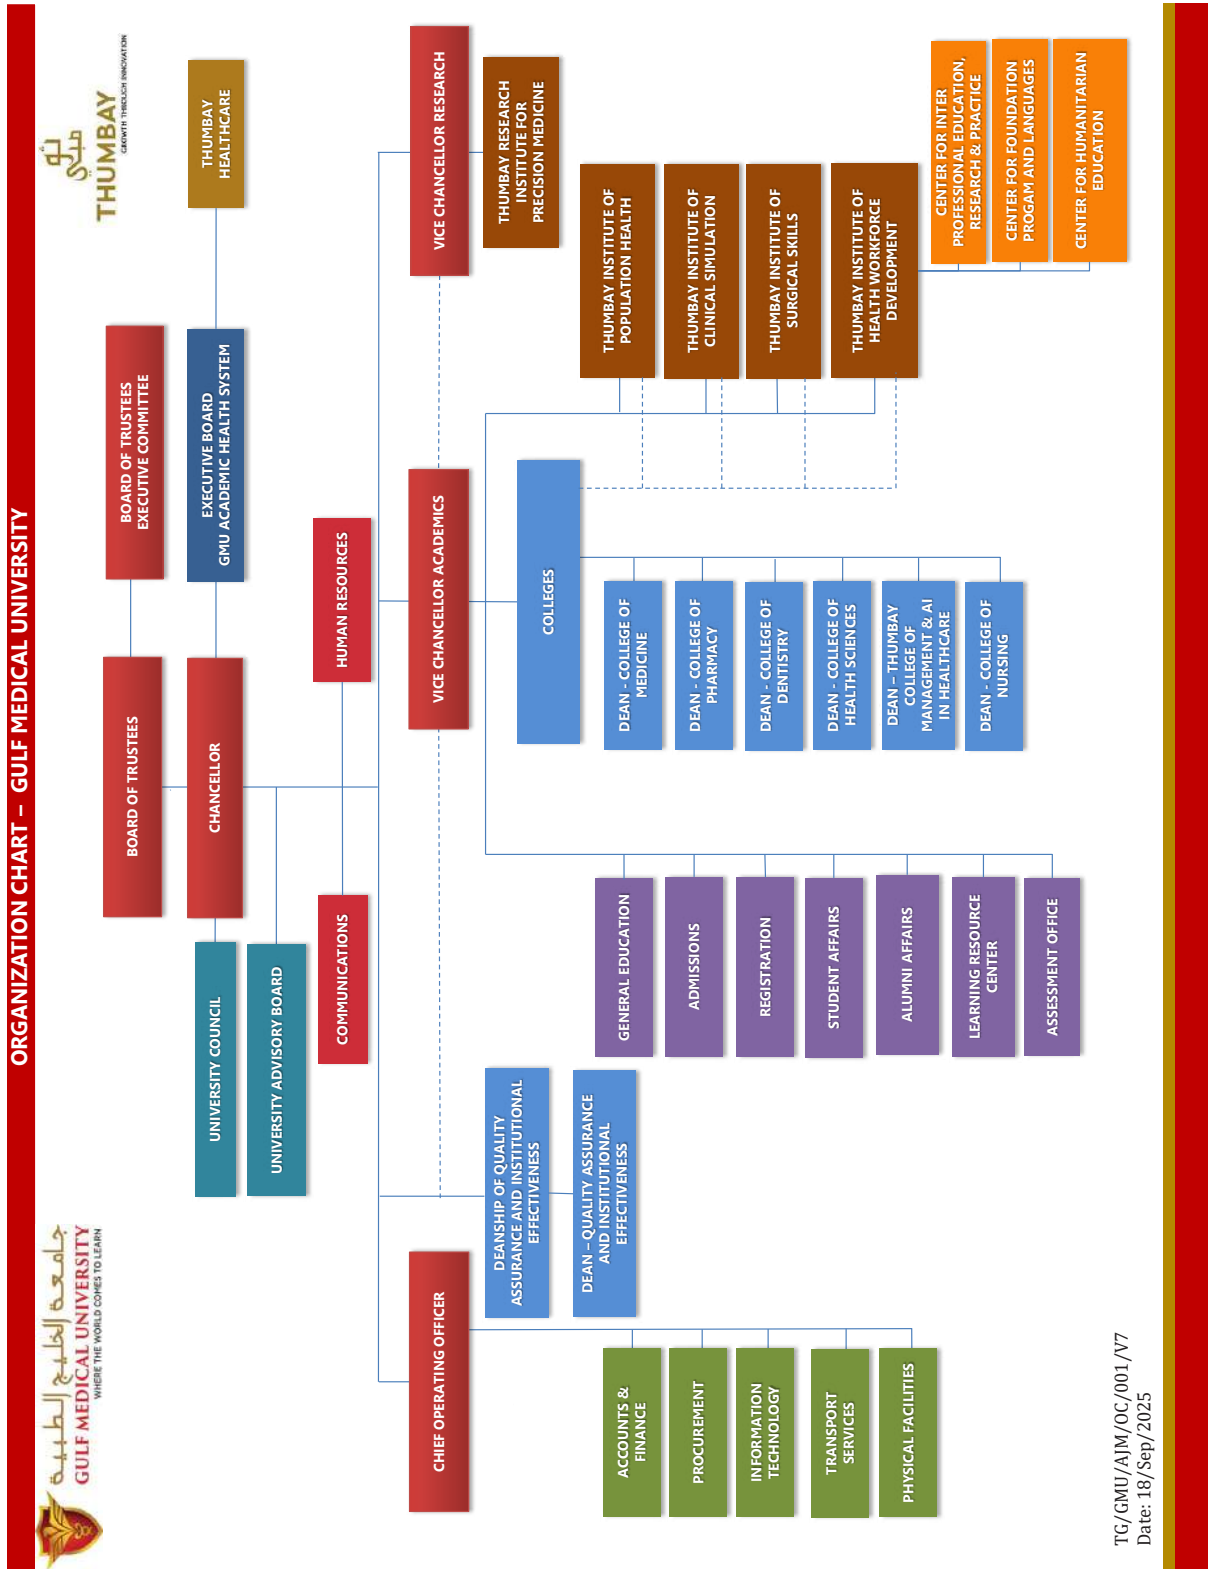 ORGANIZATION CHART – GULF MEDICAL UNIVERSITY
جامعة الخليج الطبية
GULF MEDICAL UNIVERSITY
WHERE THE WORLD COMES TO LEARN
ثومبي
THUMBAY
GROWTH THROUGH INNOVATION
BOARD OF TRUSTEES
BOARD OF TRUSTEES
EXECUTIVE COMMITTEE
UNIVERSITY COUNCIL
CHANCELLOR
EXECUTIVE BOARD
GMU ACADEMIC HEALTH SYSTEM
THUMBAY
HEALTHCARE
UNIVERSITY ADVISORY BOARD
COMMUNICATIONS
HUMAN RESOURCES
CHIEF OPERATING OFFICER
VICE CHANCELLOR ACADEMICS
VICE CHANCELLOR RESEARCH
DEANSHIP OF QUALITY
ASSURANCE AND INSTITUTIONAL
EFFECTIVENESS
DEAN – QUALITY ASSURANCE
AND INSTITUTIONAL
EFFECTIVENESS
COLLEGES
THUMBAY RESEARCH
INSTITUTE FOR
PRECISION MEDICINE
ACCOUNTS &
FINANCE
PROCUREMENT
INFORMATION
TECHNOLOGY
TRANSPORT
SERVICES
PHYSICAL FACILITIES
GENERAL EDUCATION
ADMISSIONS
REGISTRATION
STUDENT AFFAIRS
ALUMNI AFFAIRS
LEARNING RESOURCE
CENTER
ASSESSMENT OFFICE
DEAN - COLLEGE OF
MEDICINE
DEAN - COLLEGE OF
PHARMACY
DEAN - COLLEGE OF
DENTISTRY
DEAN - COLLEGE OF
HEALTH SCIENCES
DEAN – THUMBAY
COLLEGE OF
MANAGEMENT & AI
IN HEALTHCARE
DEAN - COLLEGE OF
NURSING
THUMBAY INSTITUTE OF
POPULATION HEALTH
THUMBAY INSTITUTE OF
CLINICAL SIMULATION
THUMBAY INSTITUTE OF
SURGICAL SKILLS
THUMBAY INSTITUTE OF
HEALTH WORKFORCE
DEVELOPMENT
CENTER FOR INTER
PROFESSIONAL EDUCATION,
RESEARCH & PRACTICE
CENTER FOR FOUNDATION
PROGAM AND LANGUAGES
CENTER FOR HUMANITARIAN
EDUCATION
TG/GMU/AJM/OC/001/V7
Date: 18/Sep/2025